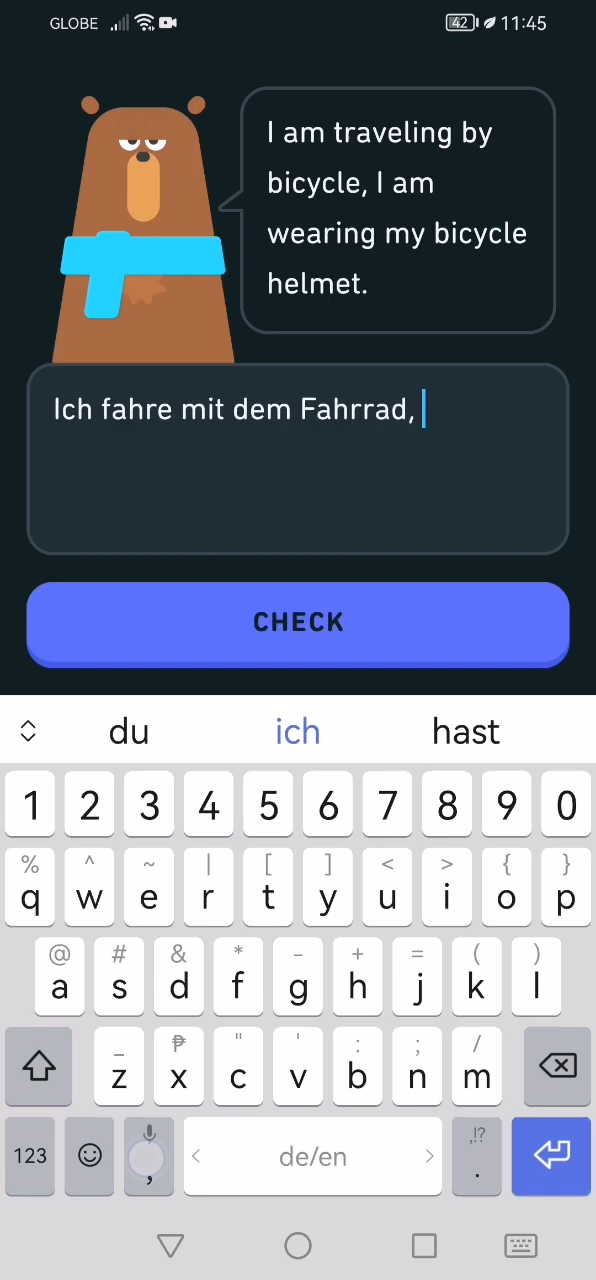 GLOBE 42 11:45
I am traveling by
bicycle, I am
wearing my bicycle
helmet.
Ich fahre mit dem Fahrrad,
CHECK
du ich hast
1 2 3 4 5 6 7 8 9 0
% ^ ~ | [ ] < > { }
q w e r t y u i o p
@ # & * - + = ( )
a s d f g h j k l
_ ₱ " ' : ; /
z x c v b n m
123 , < de/en > ,!? .